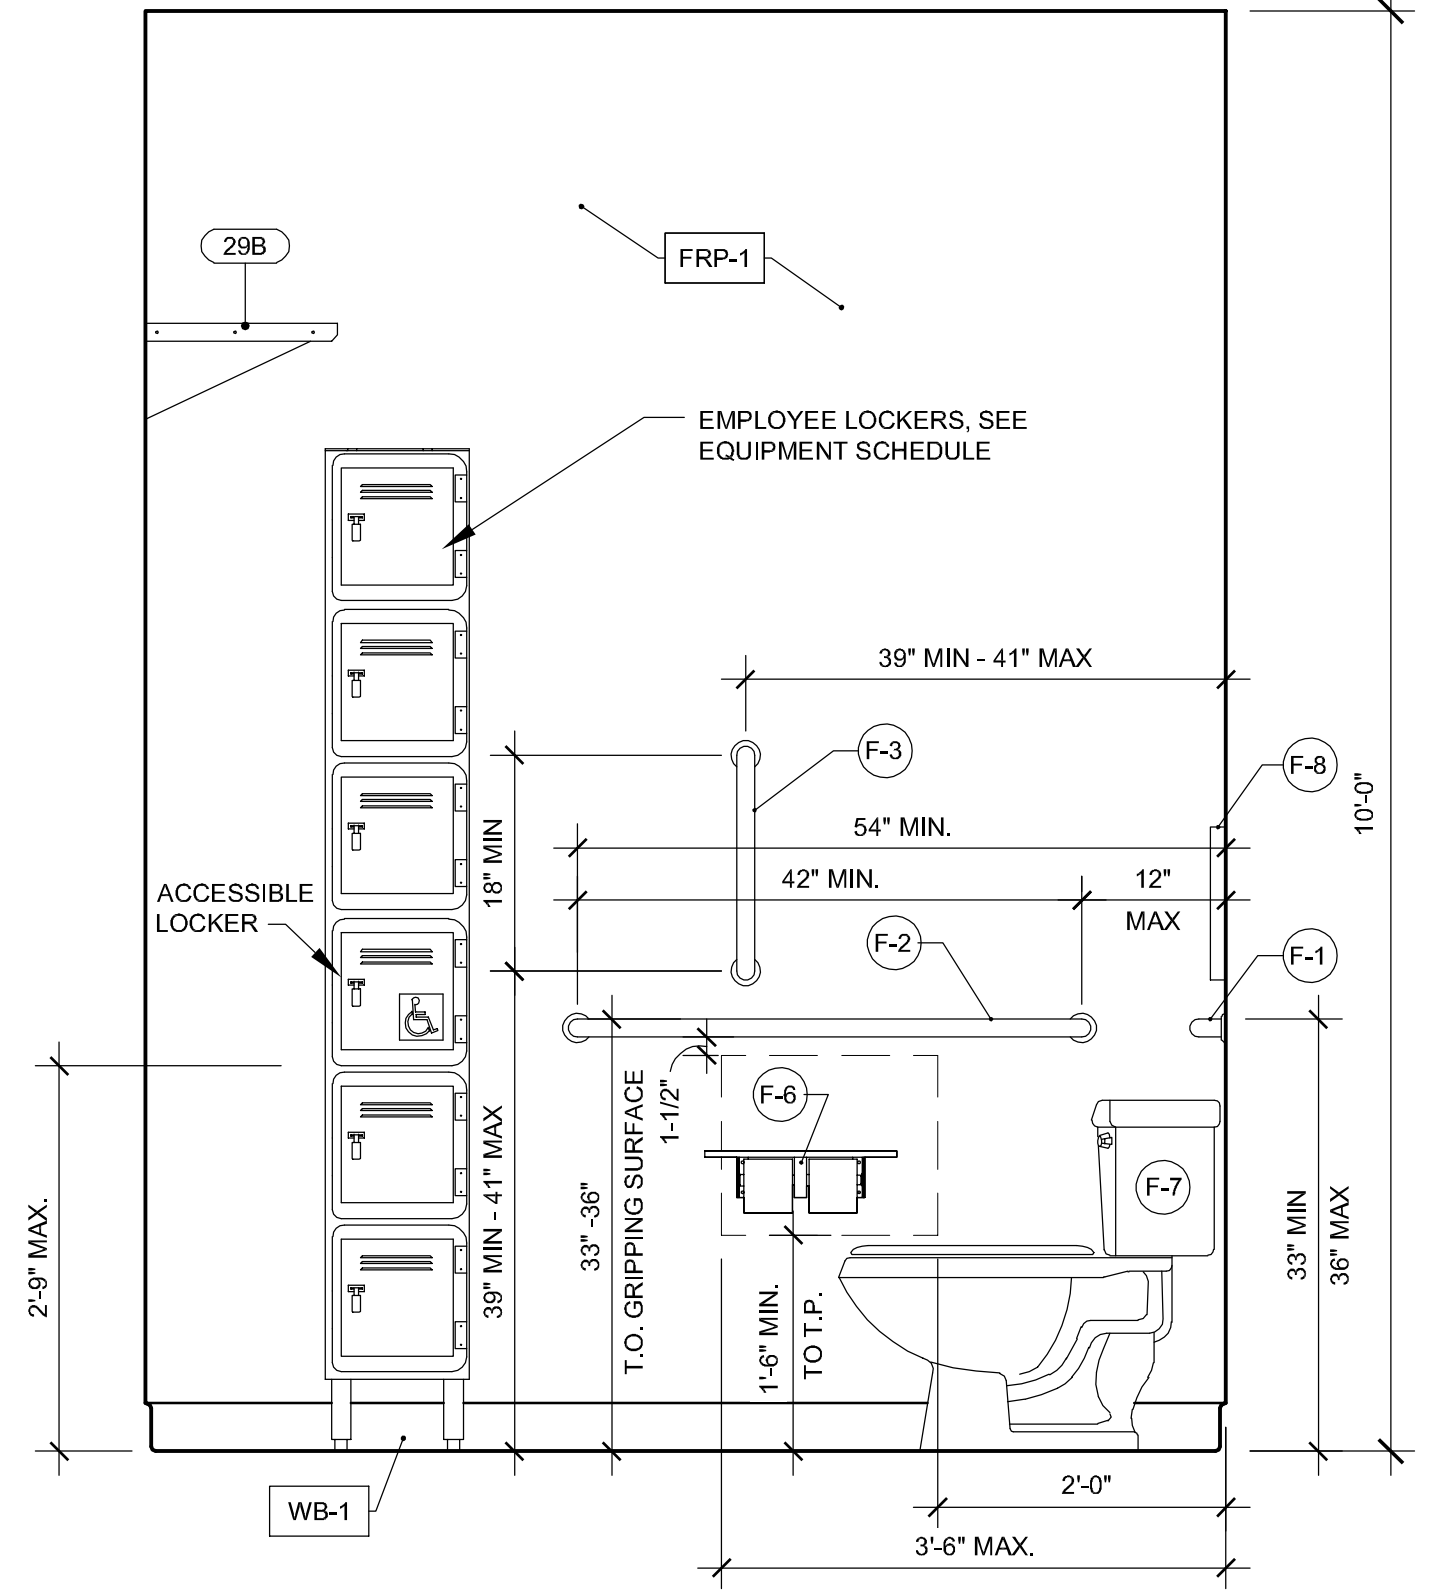 29B
FRP-1
EMPLOYEE LOCKERS, SEE
EQUIPMENT SCHEDULE
39" MIN - 41" MAX
F-3
F-8
10'-0"
54" MIN.
18" MIN
42" MIN.
12"
MAX
ACCESSIBLE
LOCKER
F-2
F-1
1-1/2"
F-6
F-7
2'-9" MAX.
39" MIN - 41" MAX
33" -36"
T.O. GRIPPING SURFACE
1'-6" MIN.
TO T.P.
33" MIN
36" MAX
WB-1
2'-0"
3'-6" MAX.